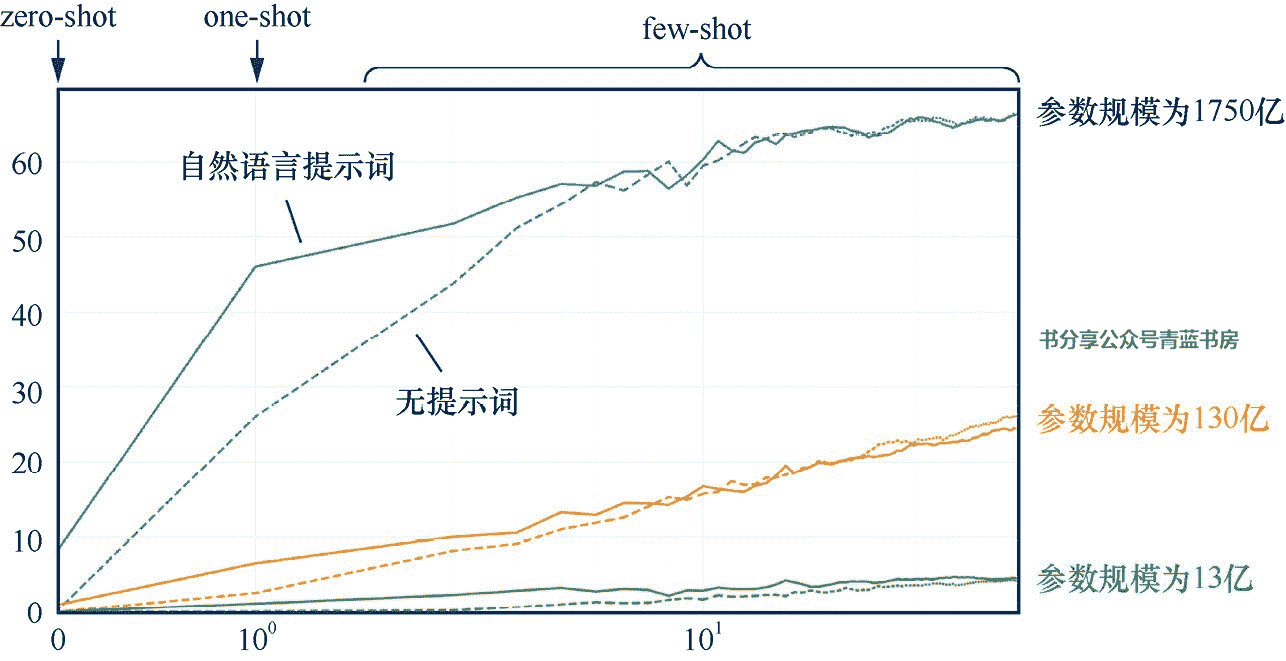 zero-shot
one-shot
few-shot
参数规模为1750亿
60
自然语言提示词
50
40
书分享公众号青蓝书房
30
无提示词
参数规模为130亿
20
10
参数规模为13亿
0
0
10⁰
10¹